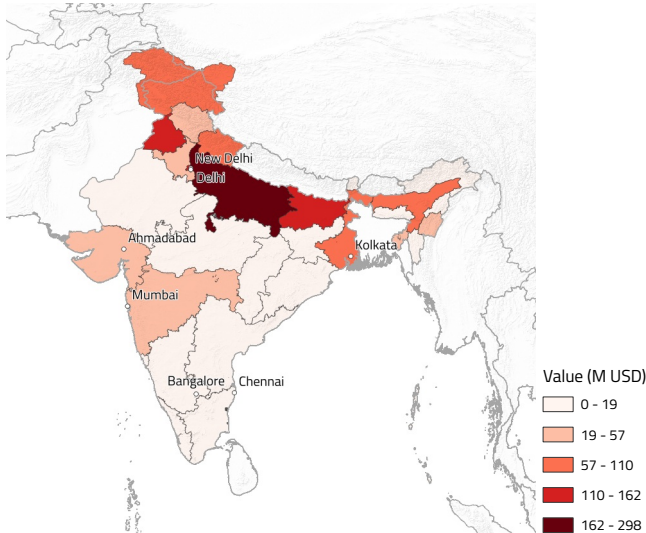 New Delhi
Delhi
Ahmadabad
Kolkata
Mumbai
Bangalore
Chennai
Value (M USD)
0 - 19
19 - 57
57 - 110
110 - 162
162 - 298